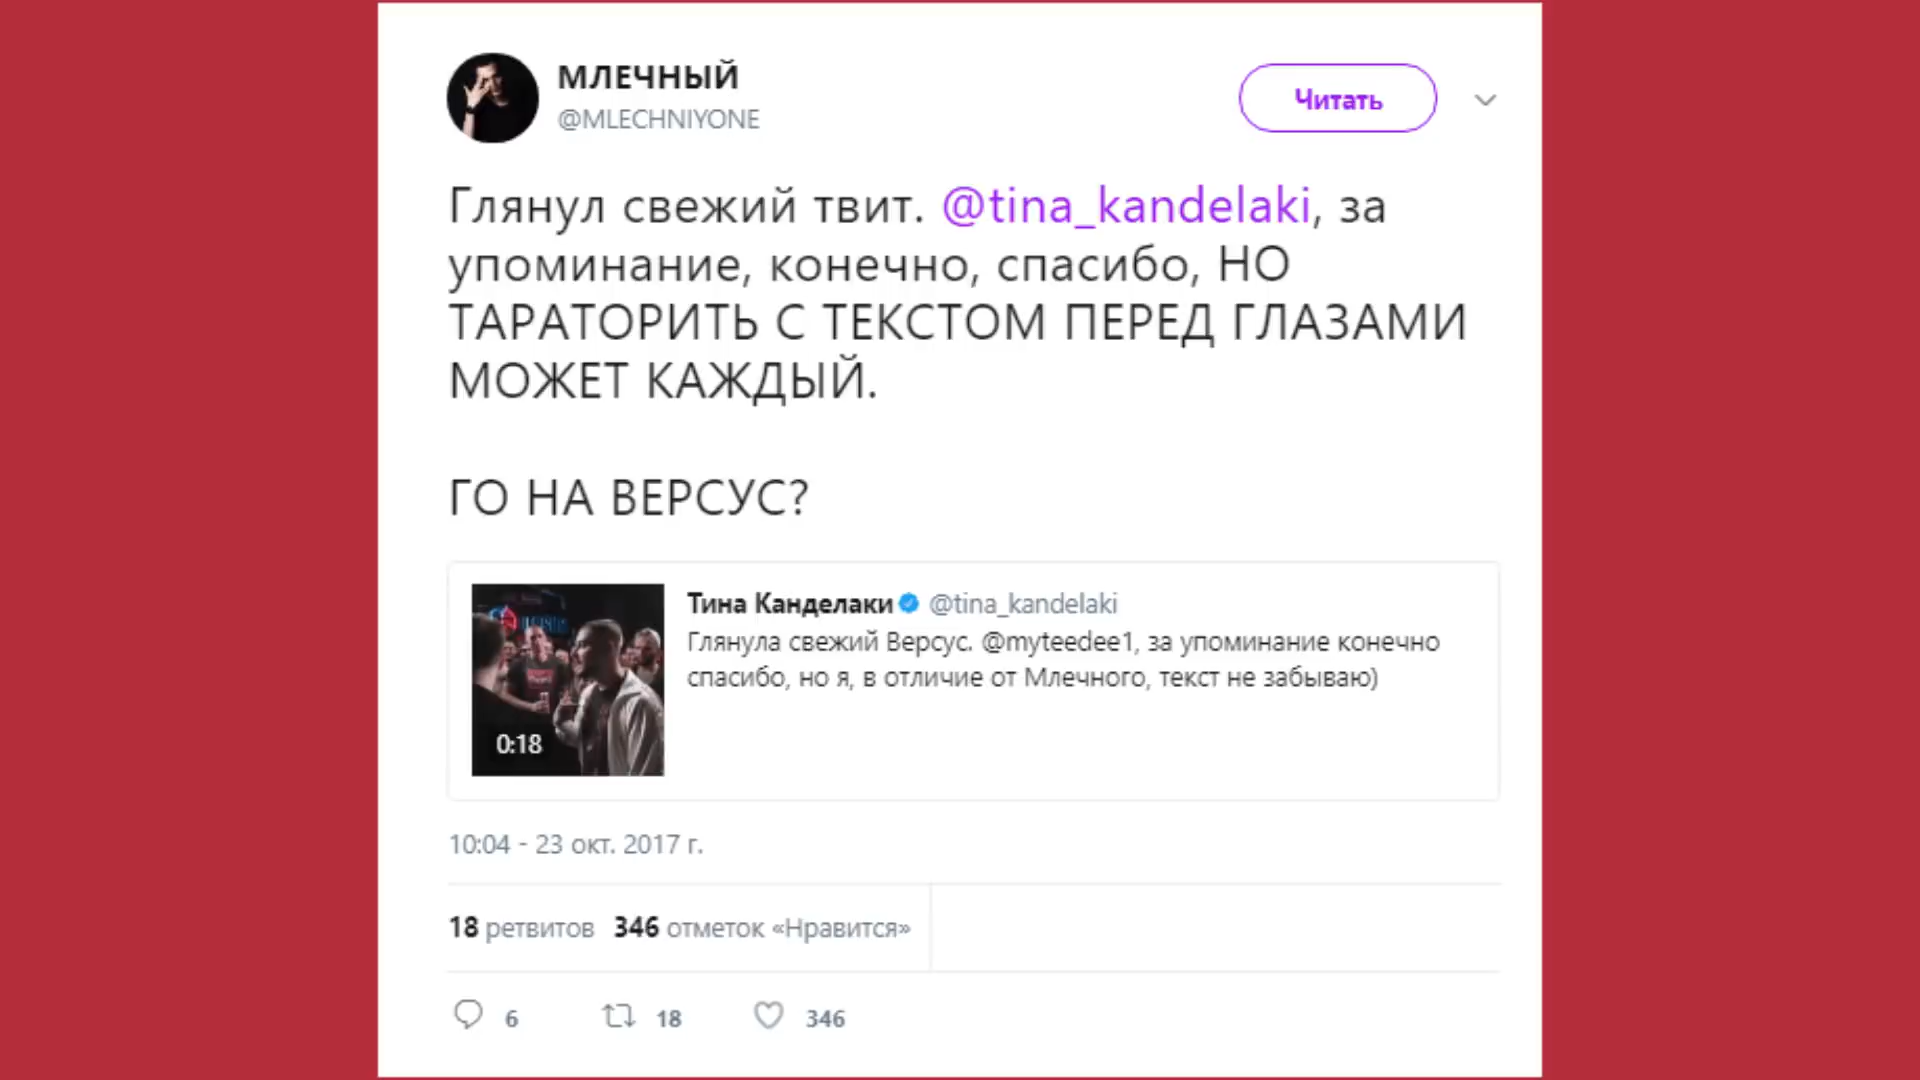 МЛЕЧНЫЙ
@MLECHNIYONE
Читать
Глянул свежий твит. @tina_kandelaki, за
упоминание, конечно, спасибо, НО
ТАРАТОРИТЬ С ТЕКСТОМ ПЕРЕД ГЛАЗАМИ
МОЖЕТ КАЖДЫЙ.
ГО НА ВЕРСУС?
Тина Канделаки @tina_kandelaki
Глянула свежий Версус. @myteedee1, за упоминание конечно
спасибо, но я, в отличие от Млечного, текст не забываю)
0:18
10:04 - 23 окт. 2017 г.
18 ретвитов 346 отметок «Нравится»
6 18 346